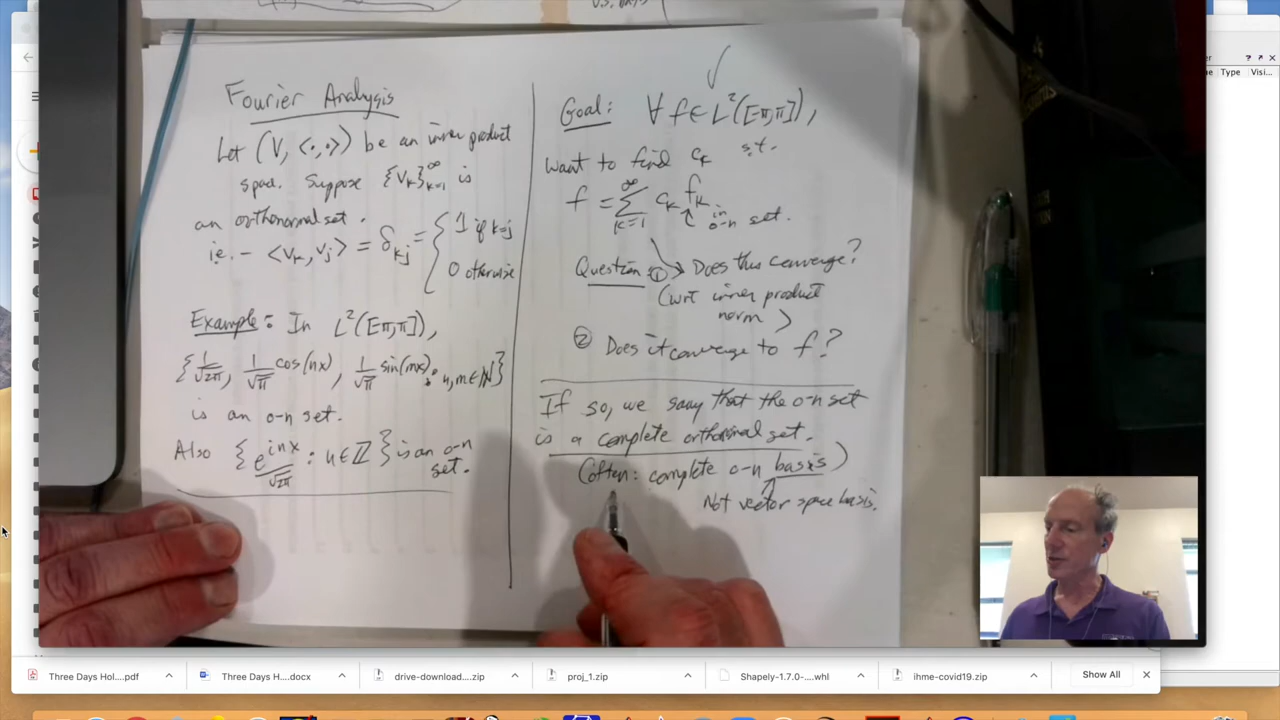 V.S. basis
Fourier Analysis
Let (V, <·,·>) be an inner product
space. Suppose {v_k}_{k=1}^∞ is
an orthonormal set.
i.e. - <v_k, v_j> = δ_kj = { 1 if k=j
0 otherwise
Example: In L²([-π,π]),
{1/√2π, 1/√π cos(nx), 1/√π sin(mx) : n, m ∈ ℕ}
is an o-n set.
Also {e^{inx}/√2π : n ∈ ℤ} is an o-n
set.
✓
Goal: ∀ f ∈ L²([-π,π]),
want to find c_k s.t.
f = Σ_{k=1}^∞ c_k f_k
in
o-n set.
Question: ① Does this converge?
(wrt inner product
norm)
② Does it converge to f?
If so, we say that the o-n set
is a complete orthonormal set.
(often: complete o-n basis)
Not vector space basis.
? ↗ ×
Type Visi...
Three Days Hol....pdf
Three Days H...docx
drive-download....zip
proj_1.zip
Shapely-1.7.0-....whl
ihme-covid19.zip
Show All